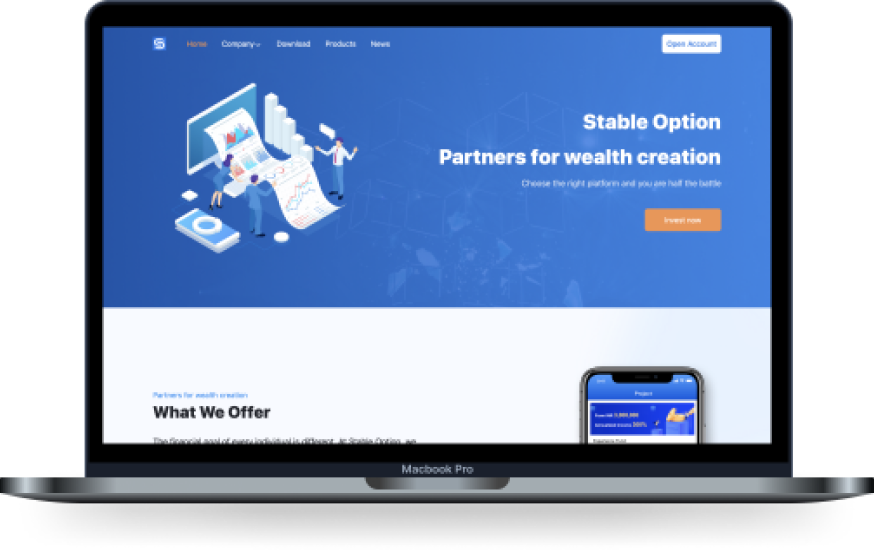 Home Company Download Products News Open Account
Stable Option
Partners for wealth creation
Choose the right platform and you are half the battle
Invest now
Partners for wealth creation
What We Offer
The financial goal of every individual is different. At Stable Option, we
Project
Macbook Pro